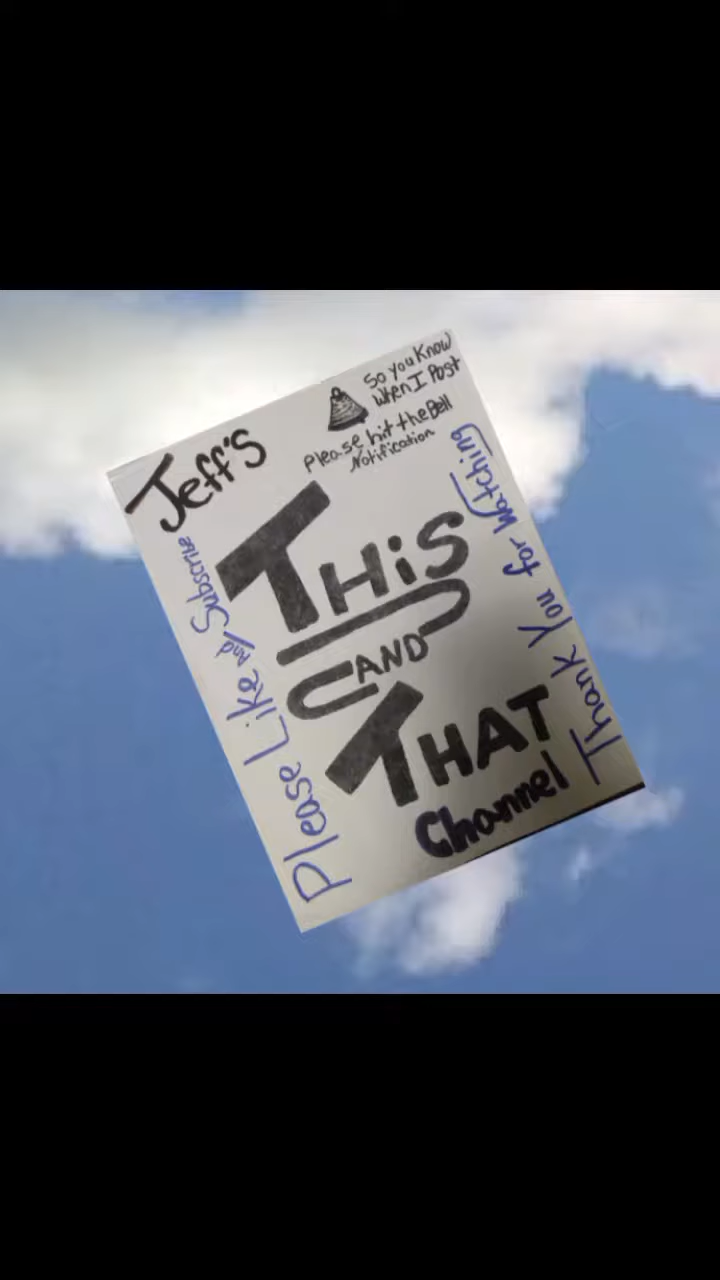 Jeff's
So you Know
When I Post
Please hit the Bell
Notification
THiS
AND
THAT
Channel
Please Like and Subscribe
Thank You for Watching